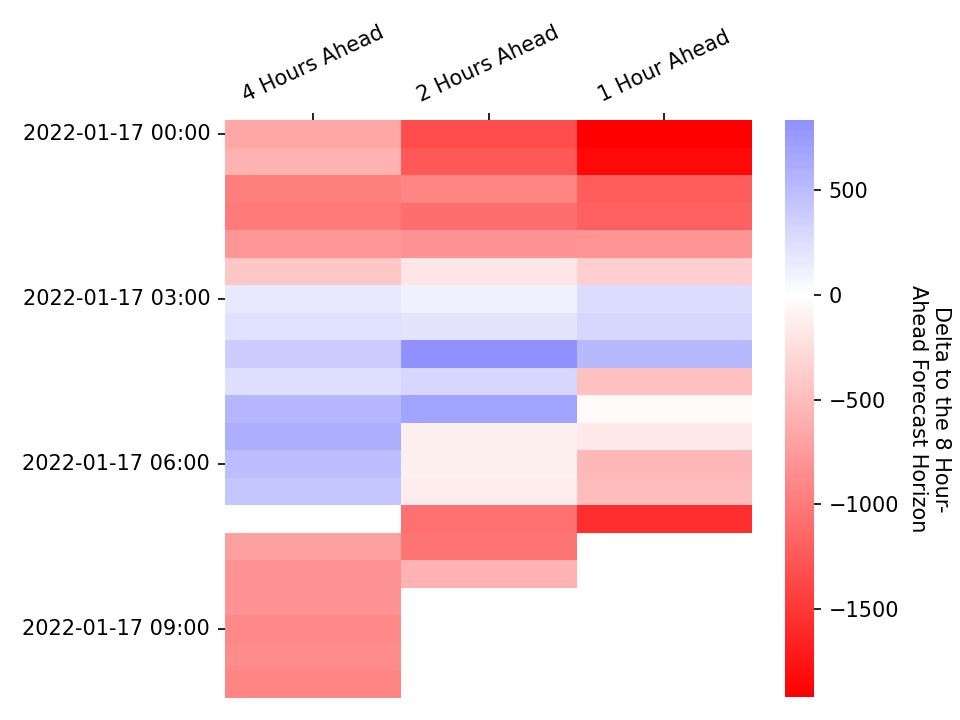 4 Hours Ahead
2 Hours Ahead
1 Hour Ahead
2022-01-17 00:00
2022-01-17 03:00
2022-01-17 06:00
2022-01-17 09:00
500
0
−500
−1000
−1500
Delta to the 8 Hour-
Ahead Forecast Horizon